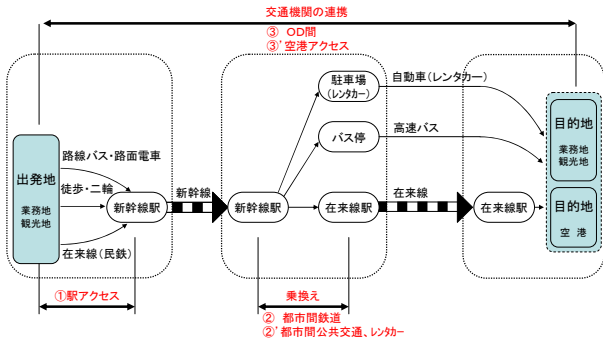 交通機関の連携
③ OD間
③’空港アクセス
駐車場
(レンタカー)
自動車(レンタカー)
バス停
高速バス
目的地
業務地
観光地
出発地
業務地
観光地
路線バス・路面電車
徒歩・二輪
在来線(民鉄)
新幹線駅
新幹線
新幹線駅
在来線駅
在来線
在来線駅
目的地
空 港
①駅アクセス
乗換え
② 都市間鉄道
②’都市間公共交通、レンタカー